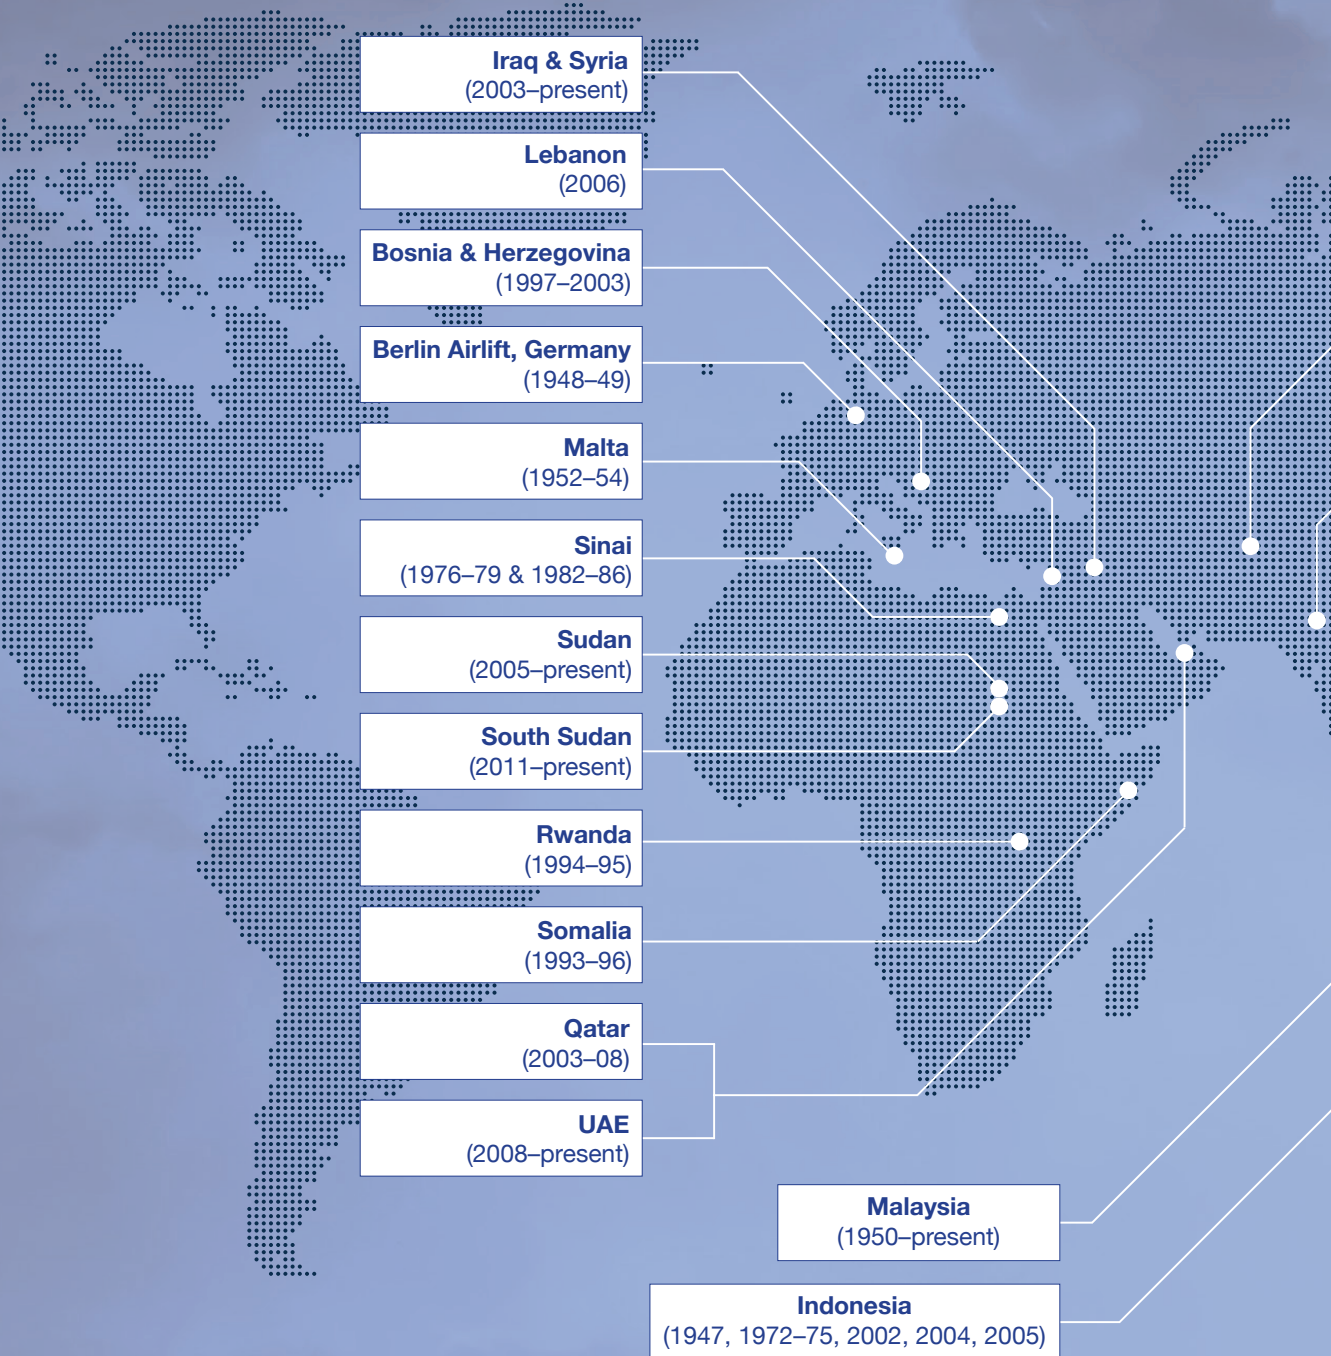 Iraq & Syria
(2003–present)
Lebanon
(2006)
Bosnia & Herzegovina
(1997–2003)
Berlin Airlift, Germany
(1948–49)
Malta
(1952–54)
Sinai
(1976–79 & 1982–86)
Sudan
(2005–present)
South Sudan
(2011–present)
Rwanda
(1994–95)
Somalia
(1993–96)
Qatar
(2003–08)
UAE
(2008–present)
Malaysia
(1950–present)
Indonesia
(1947, 1972–75, 2002, 2004, 2005)